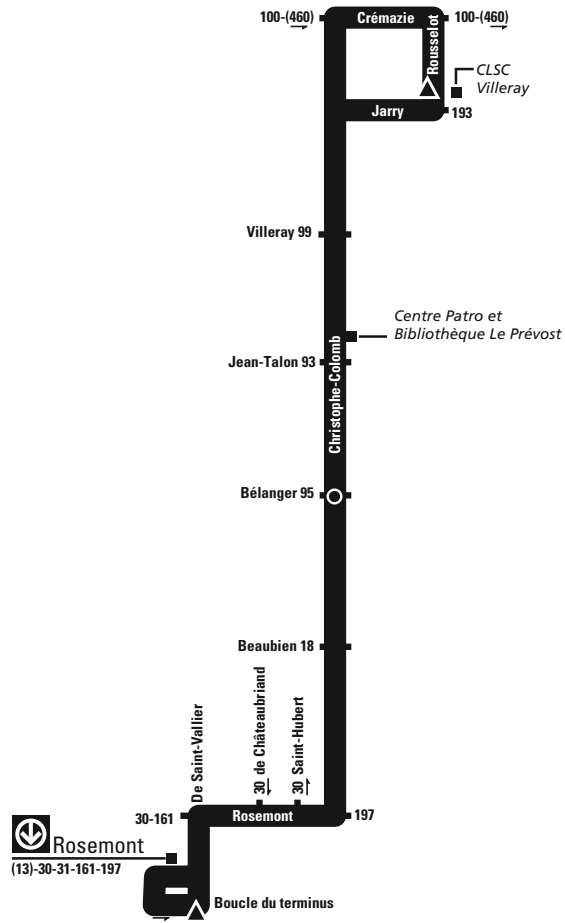 100-(460)
Crémazie
100-(460)
Rousselot
CLSC
Villeray
Jarry
193
Villeray 99
Centre Patro et
Bibliothèque Le Prévost
Jean-Talon 93
Christophe-Colomb
Bélanger 95
Beaubien 18
De Saint-Vallier
30 de Châteaubriand
30 Saint-Hubert
30-161
Rosemont
197
Rosemont
(13)-30-31-161-197
Boucle du terminus